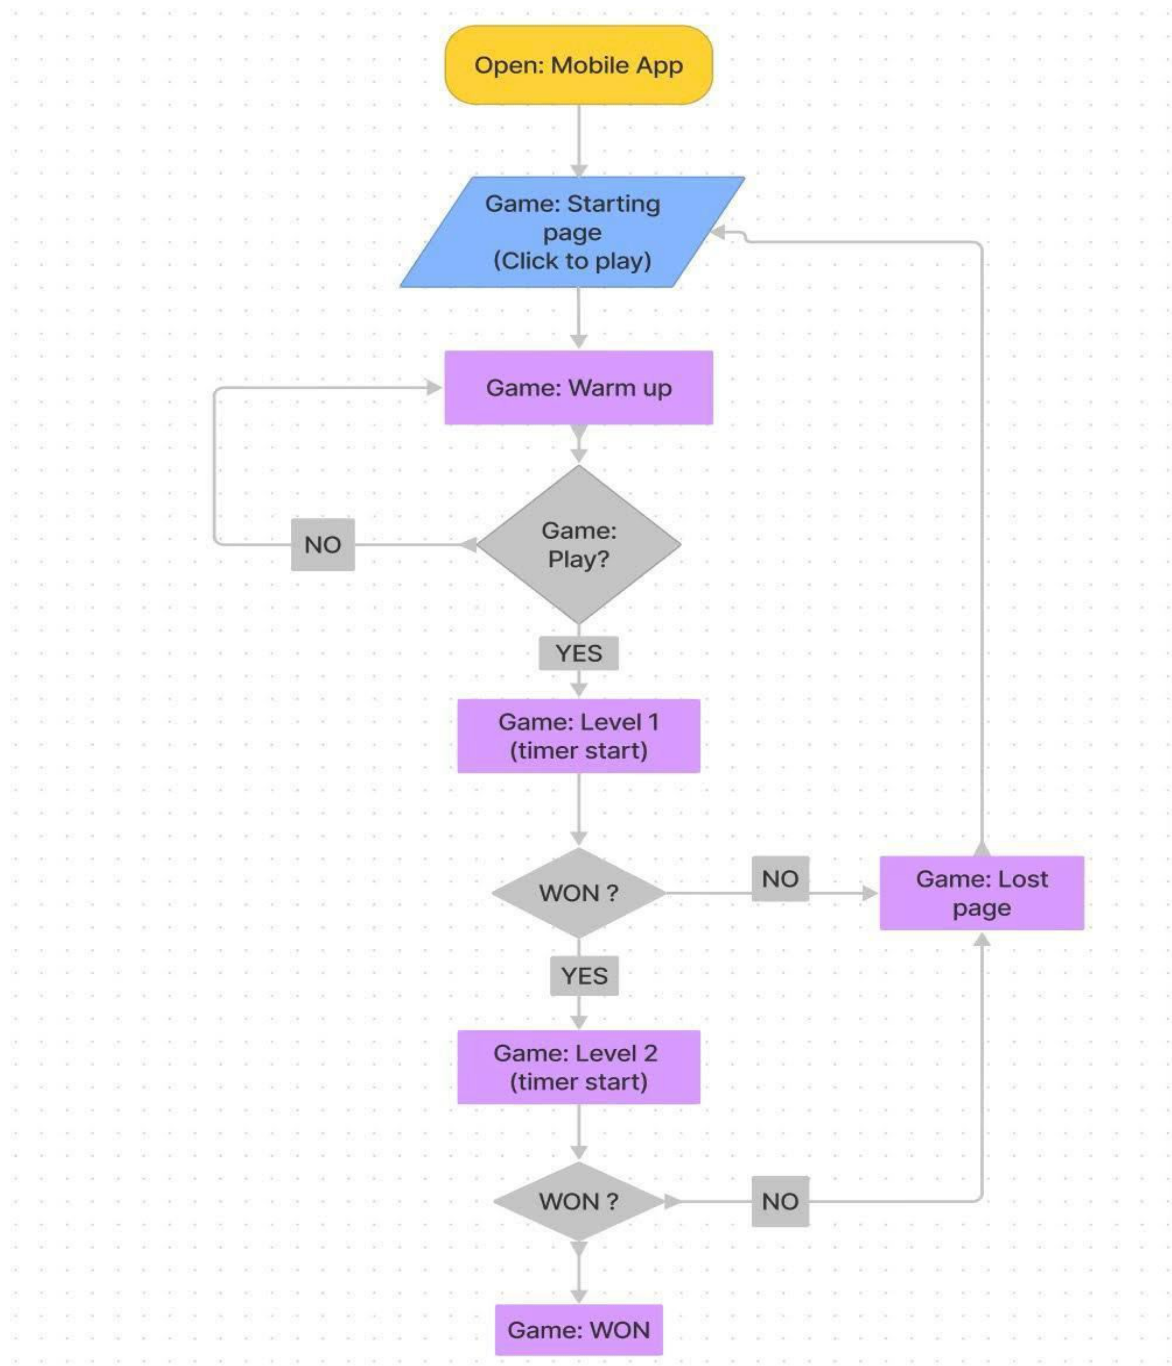 Open: Mobile App
Game: Starting
page
(Click to play)
Game: Warm up
Game:
Play?
NO
YES
Game: Level 1
(timer start)
WON ?
NO
Game: Lost
page
YES
Game: Level 2
(timer start)
WON ?
NO
Game: WON